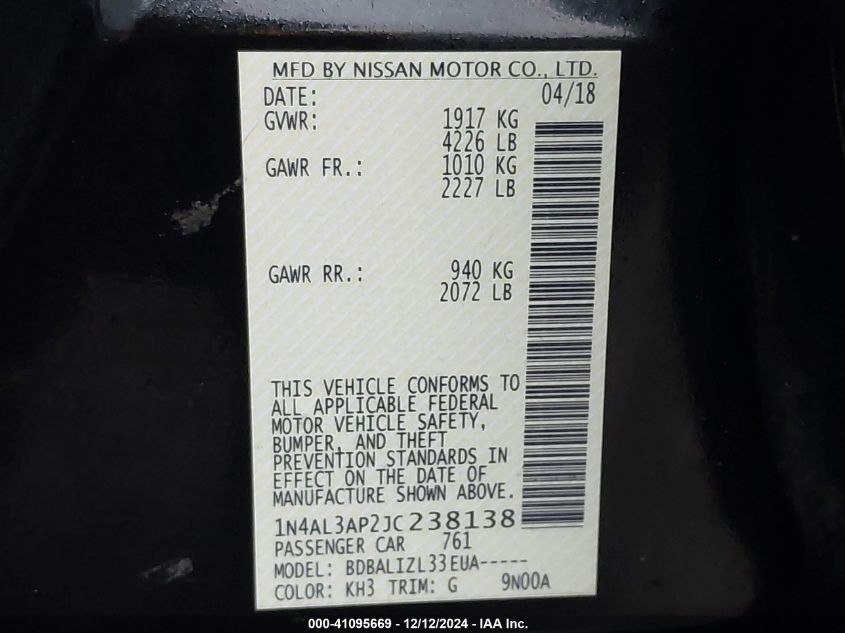 MFD BY NISSAN MOTOR CO., LTD.
DATE: 04/18
GVWR: 1917 KG
4226 LB
GAWR FR.: 1010 KG
2227 LB
GAWR RR.: 940 KG
2072 LB
THIS VEHICLE CONFORMS TO
ALL APPLICABLE FEDERAL
MOTOR VEHICLE SAFETY,
BUMPER, AND THEFT
PREVENTION STANDARDS IN
EFFECT ON THE DATE OF
MANUFACTURE SHOWN ABOVE.
1N4AL3AP2JC238138
PASSENGER CAR 761
MODEL: BDBALIZL33EUA-----
COLOR: KH3 TRIM: G 9N00A
000-41095669 - 12/12/2024 - IAA Inc.